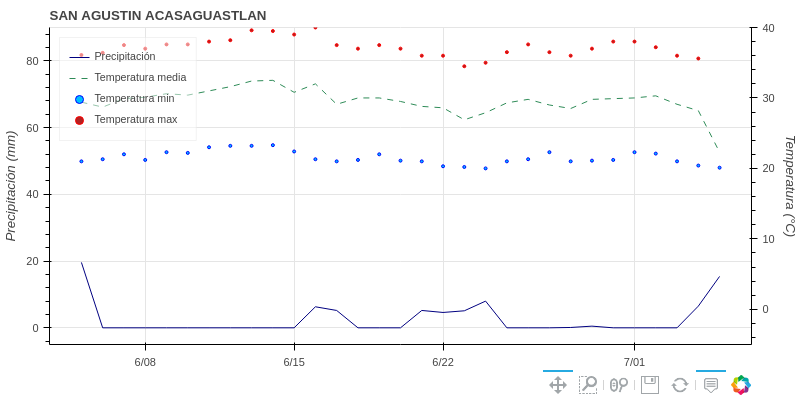 SAN AGUSTIN ACASAGUASTLAN
Precipitación
Temperatura media
Temperatura min
Temperatura max
Precipitación (mm)
80
60
40
20
0
40
30
20
10
0
Temperatura (°C)
6/08
6/15
6/22
7/01